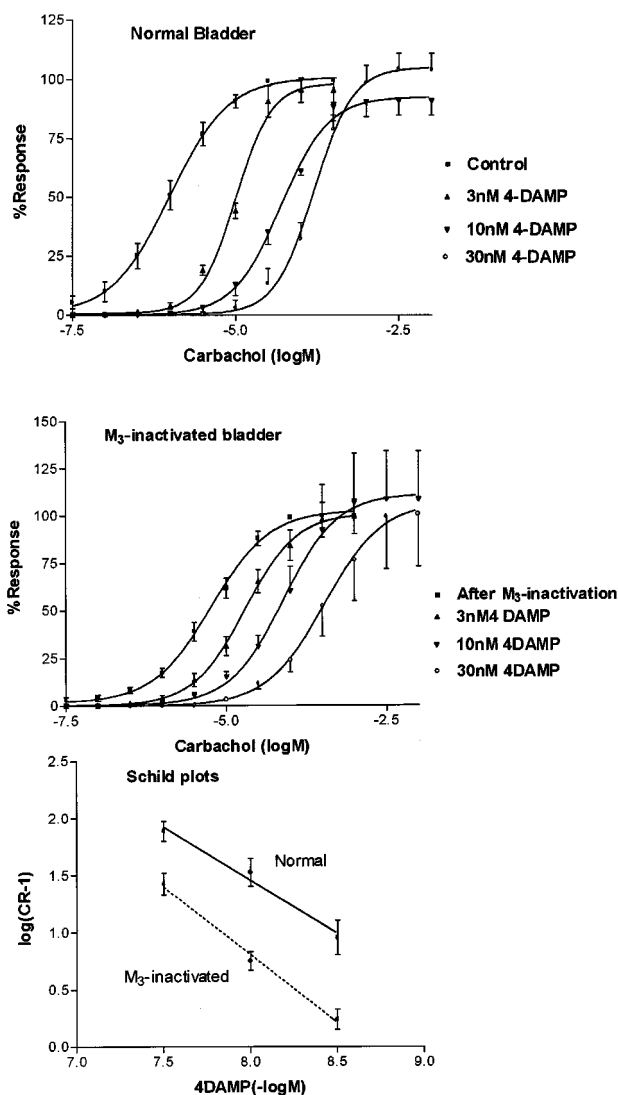 Normal Bladder
125
100
75
50
25
0
%Response
-7.5 -5.0 -2.5
Carbachol (logM)
Control
3nM 4-DAMP
10nM 4-DAMP
30nM 4-DAMP
M3-inactivated bladder
150
125
100
75
50
25
0
%Response
-7.5 -5.0 -2.5
Carbachol (-logM)
After M3-inactivation
3nM4 DAMP
10nM 4DAMP
30nM 4DAMP
Schild plots
2.5
2.0
1.5
1.0
0.5
0.0
log(CR-1)
Normal
M3-inactivated
7.0 7.5 8.0 8.5 9.0
4DAMP(-logM)